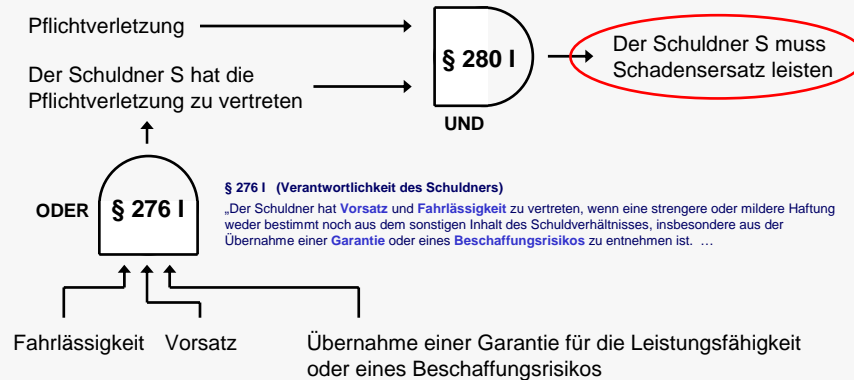 Pflichtverletzung
§ 280 I
Der Schuldner S muss
Schadensersatz leisten
Der Schuldner S hat die
Pflichtverletzung zu vertreten
UND
ODER
§ 276 I
§ 276 I (Verantwortlichkeit des Schuldners)
„Der Schuldner hat Vorsatz und Fahrlässigkeit zu vertreten, wenn eine strengere oder mildere Haftung
weder bestimmt noch aus dem sonstigen Inhalt des Schuldverhältnisses, insbesondere aus der
Übernahme einer Garantie oder eines Beschaffungsrisikos zu entnehmen ist. …
Fahrlässigkeit
Vorsatz
Übernahme einer Garantie für die Leistungsfähigkeit
oder eines Beschaffungsrisikos